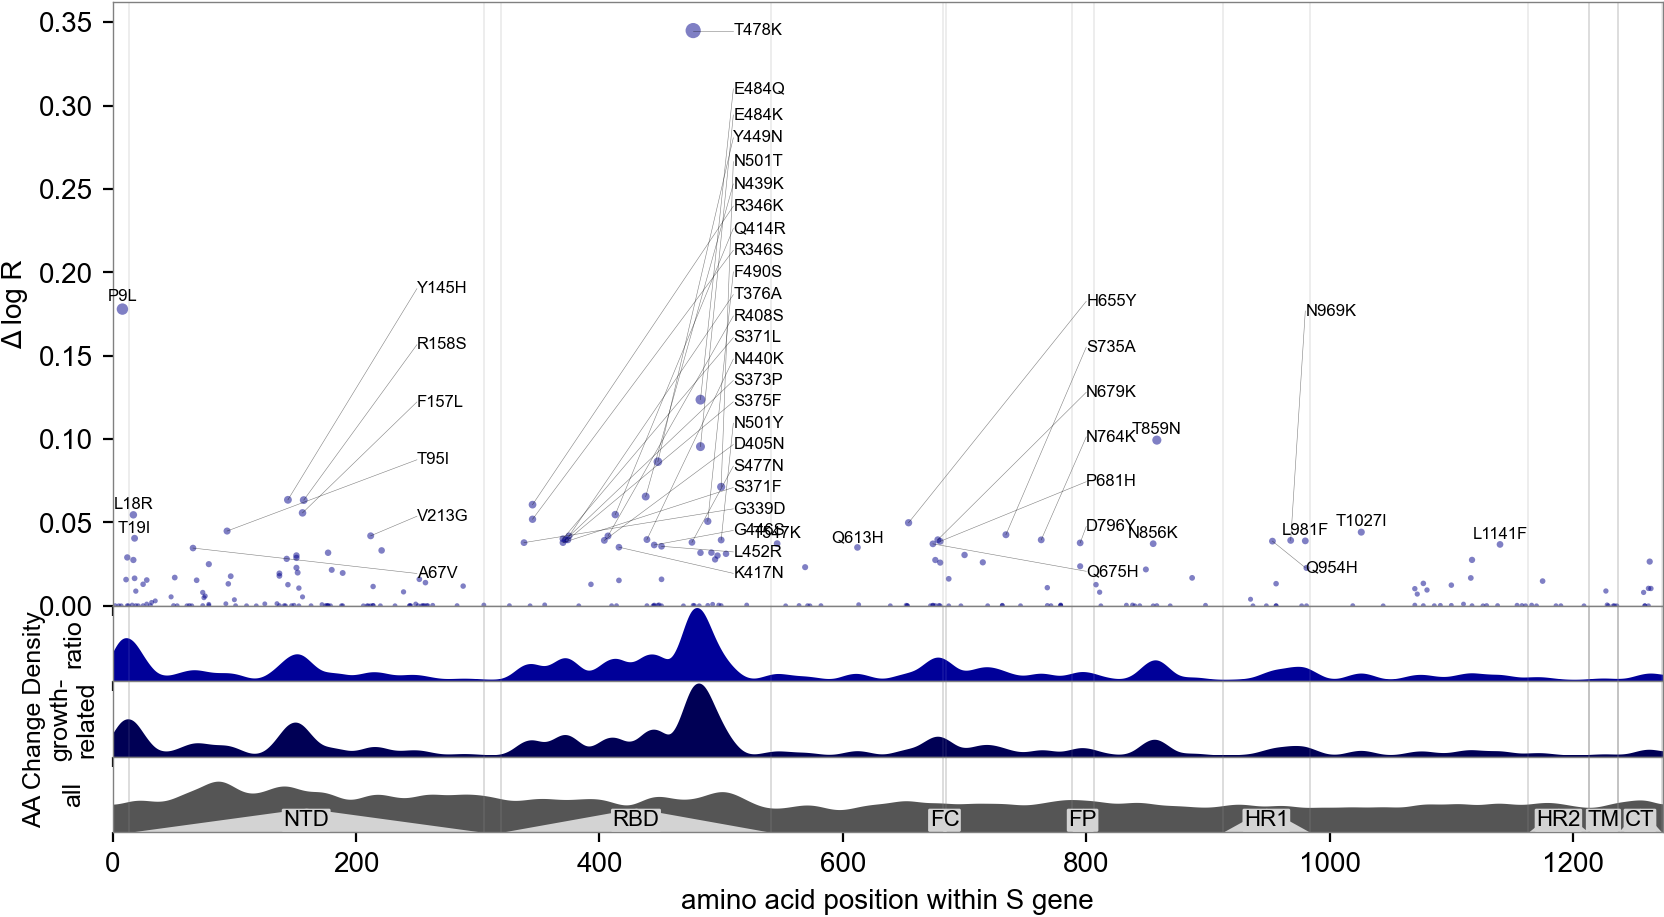 Δ log R
0.35
0.30
0.25
0.20
0.15
0.10
0.05
0.00
T478K
E484Q
E484K
Y449N
N501T
N439K
R346K
Q414R
R346S
F490S
T376A
R408S
S371L
N440K
S373P
S375F
N501Y
D405N
S477N
S371F
G339D
G446S
T547K
L452R
K417N
P9L
L18R
T19I
Y145H
R158S
F157L
T95I
V213G
A67V
Q613H
H655Y
S735A
N679K
N764K
T859N
P681H
D796Y
N856K
Q675H
N969K
L981F
T1027I
Q954H
L1141F
AA Change Density
ratio
growth-
related
all
NTD
RBD
FC
FP
HR1
HR2
TM
CT
0
200
400
600
800
1000
1200
amino acid position within S gene